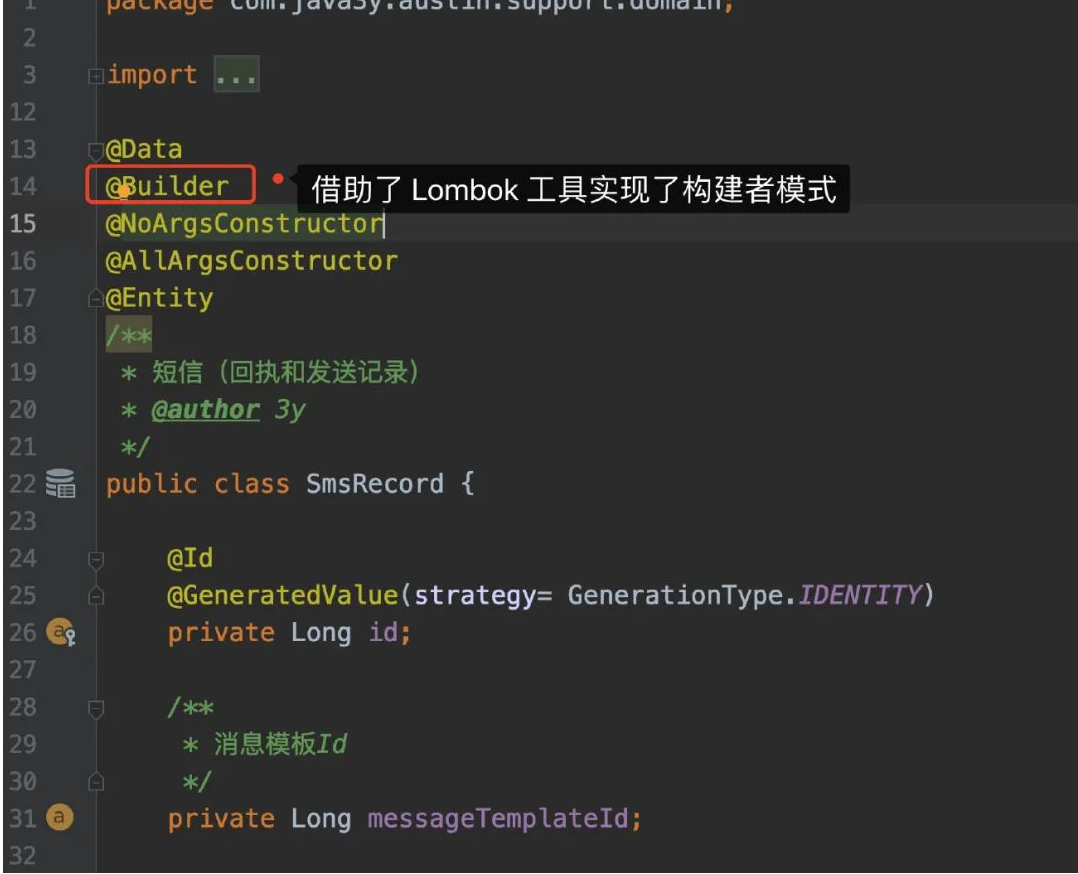 1 package com.java3y.austin.support.domain;
2
3 import ...
12
13 @Data
14 @Builder 借助了 Lombok 工具实现了构建者模式
15 @NoArgsConstructor
16 @AllArgsConstructor
17 @Entity
18 /**
19 * 短信（回执和发送记录）
20 * @author 3y
21 */
22 public class SmsRecord {
23
24 @Id
25 @GeneratedValue(strategy= GenerationType.IDENTITY)
26 private Long id;
27
28 /**
29 * 消息模板Id
30 */
31 private Long messageTemplateId;
32